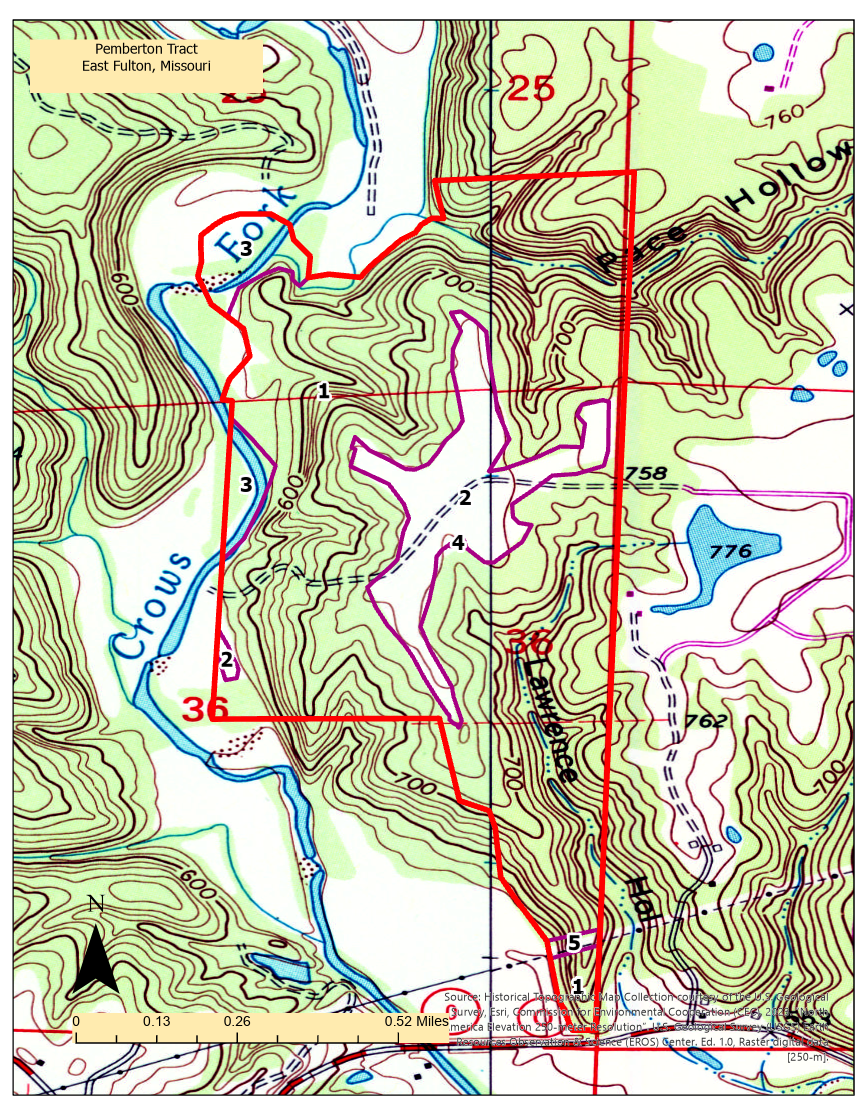 Pemberton Tract
East Fulton, Missouri
25
25
760
Race Hollow
Fork
3
600
700
700
1
4
3
600
2
758
4
776
Crows
2
36
36
Lawrence
762
700
700
700
600
Hol
5
1
N
0 0.13 0.26 0.52 Miles
Source: Historical Topographic Map Collection courtesy of the U.S. Geological
Survey, Esri, Commission for Environmental Cooperation (CEC), "North
America Elevation 250-meter Resolution", U.S. Geological Survey (USGS) Earth
Resources Observation & Science (EROS) Center, Ed. 1.0, Raster digital data
[250-m].